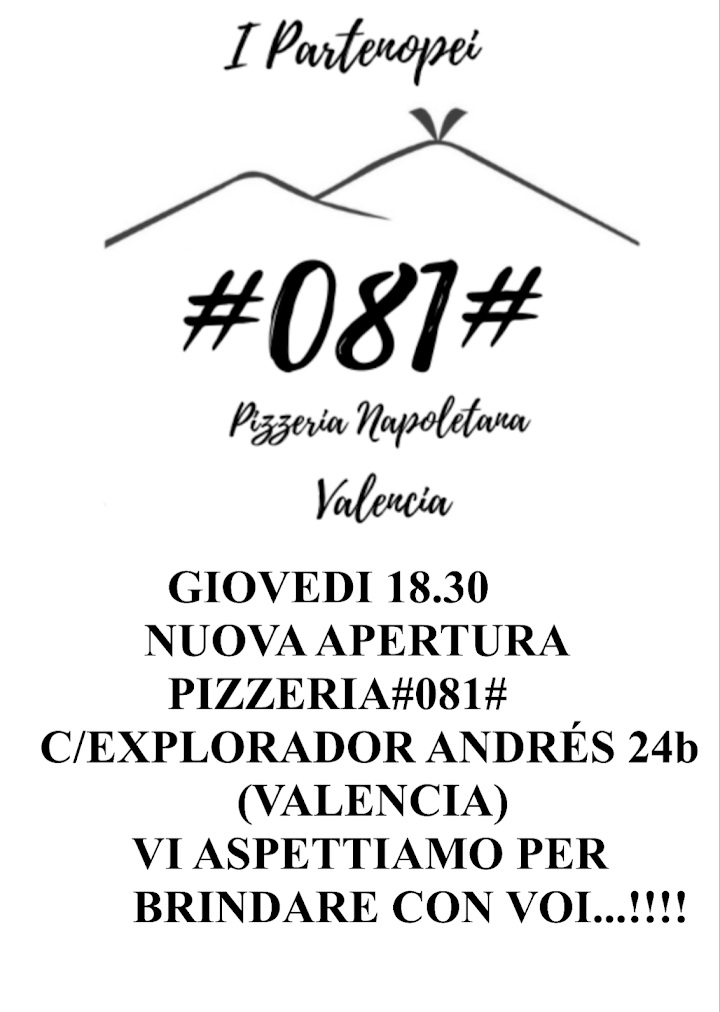 I Partenopei
#081#
Pizzeria Napoletana
Valencia
GIOVEDI 18.30
NUOVA APERTURA
PIZZERIA#081#
C/EXPLORADOR ANDRÉS 24b
(VALENCIA)
VI ASPETTIAMO PER
BRINDARE CON VOI...!!!!